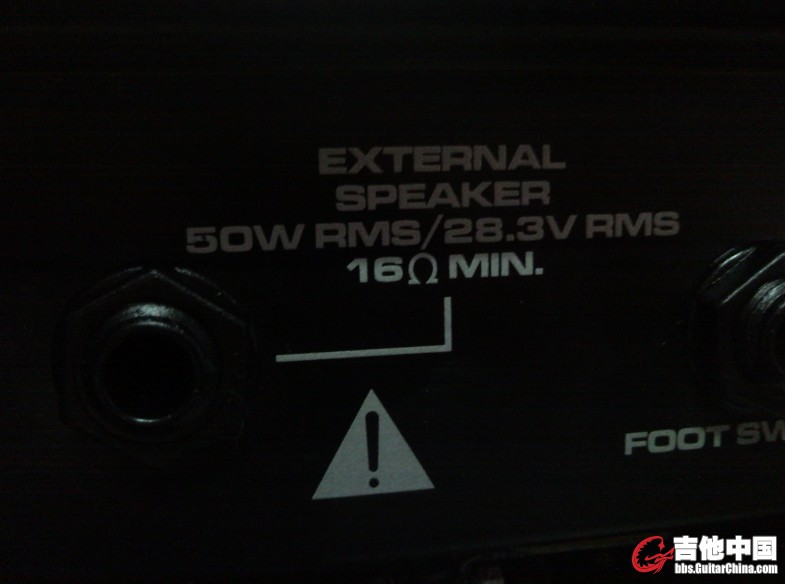 EXTERNAL
SPEAKER
50W RMS/28.3V RMS
16Ω MIN.
FOOT SW
吉他中国
bbs.GuitarChina.com